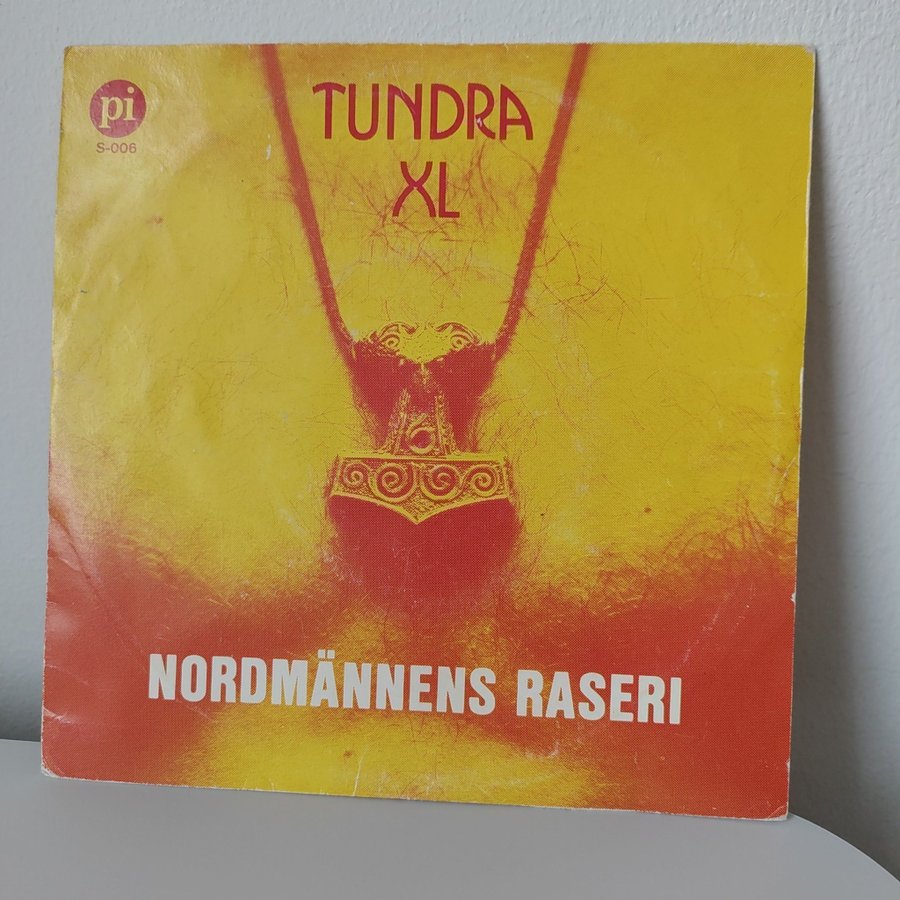 pi
S-006
TUNDRA
XL
NORDMÄNNENS RASERI